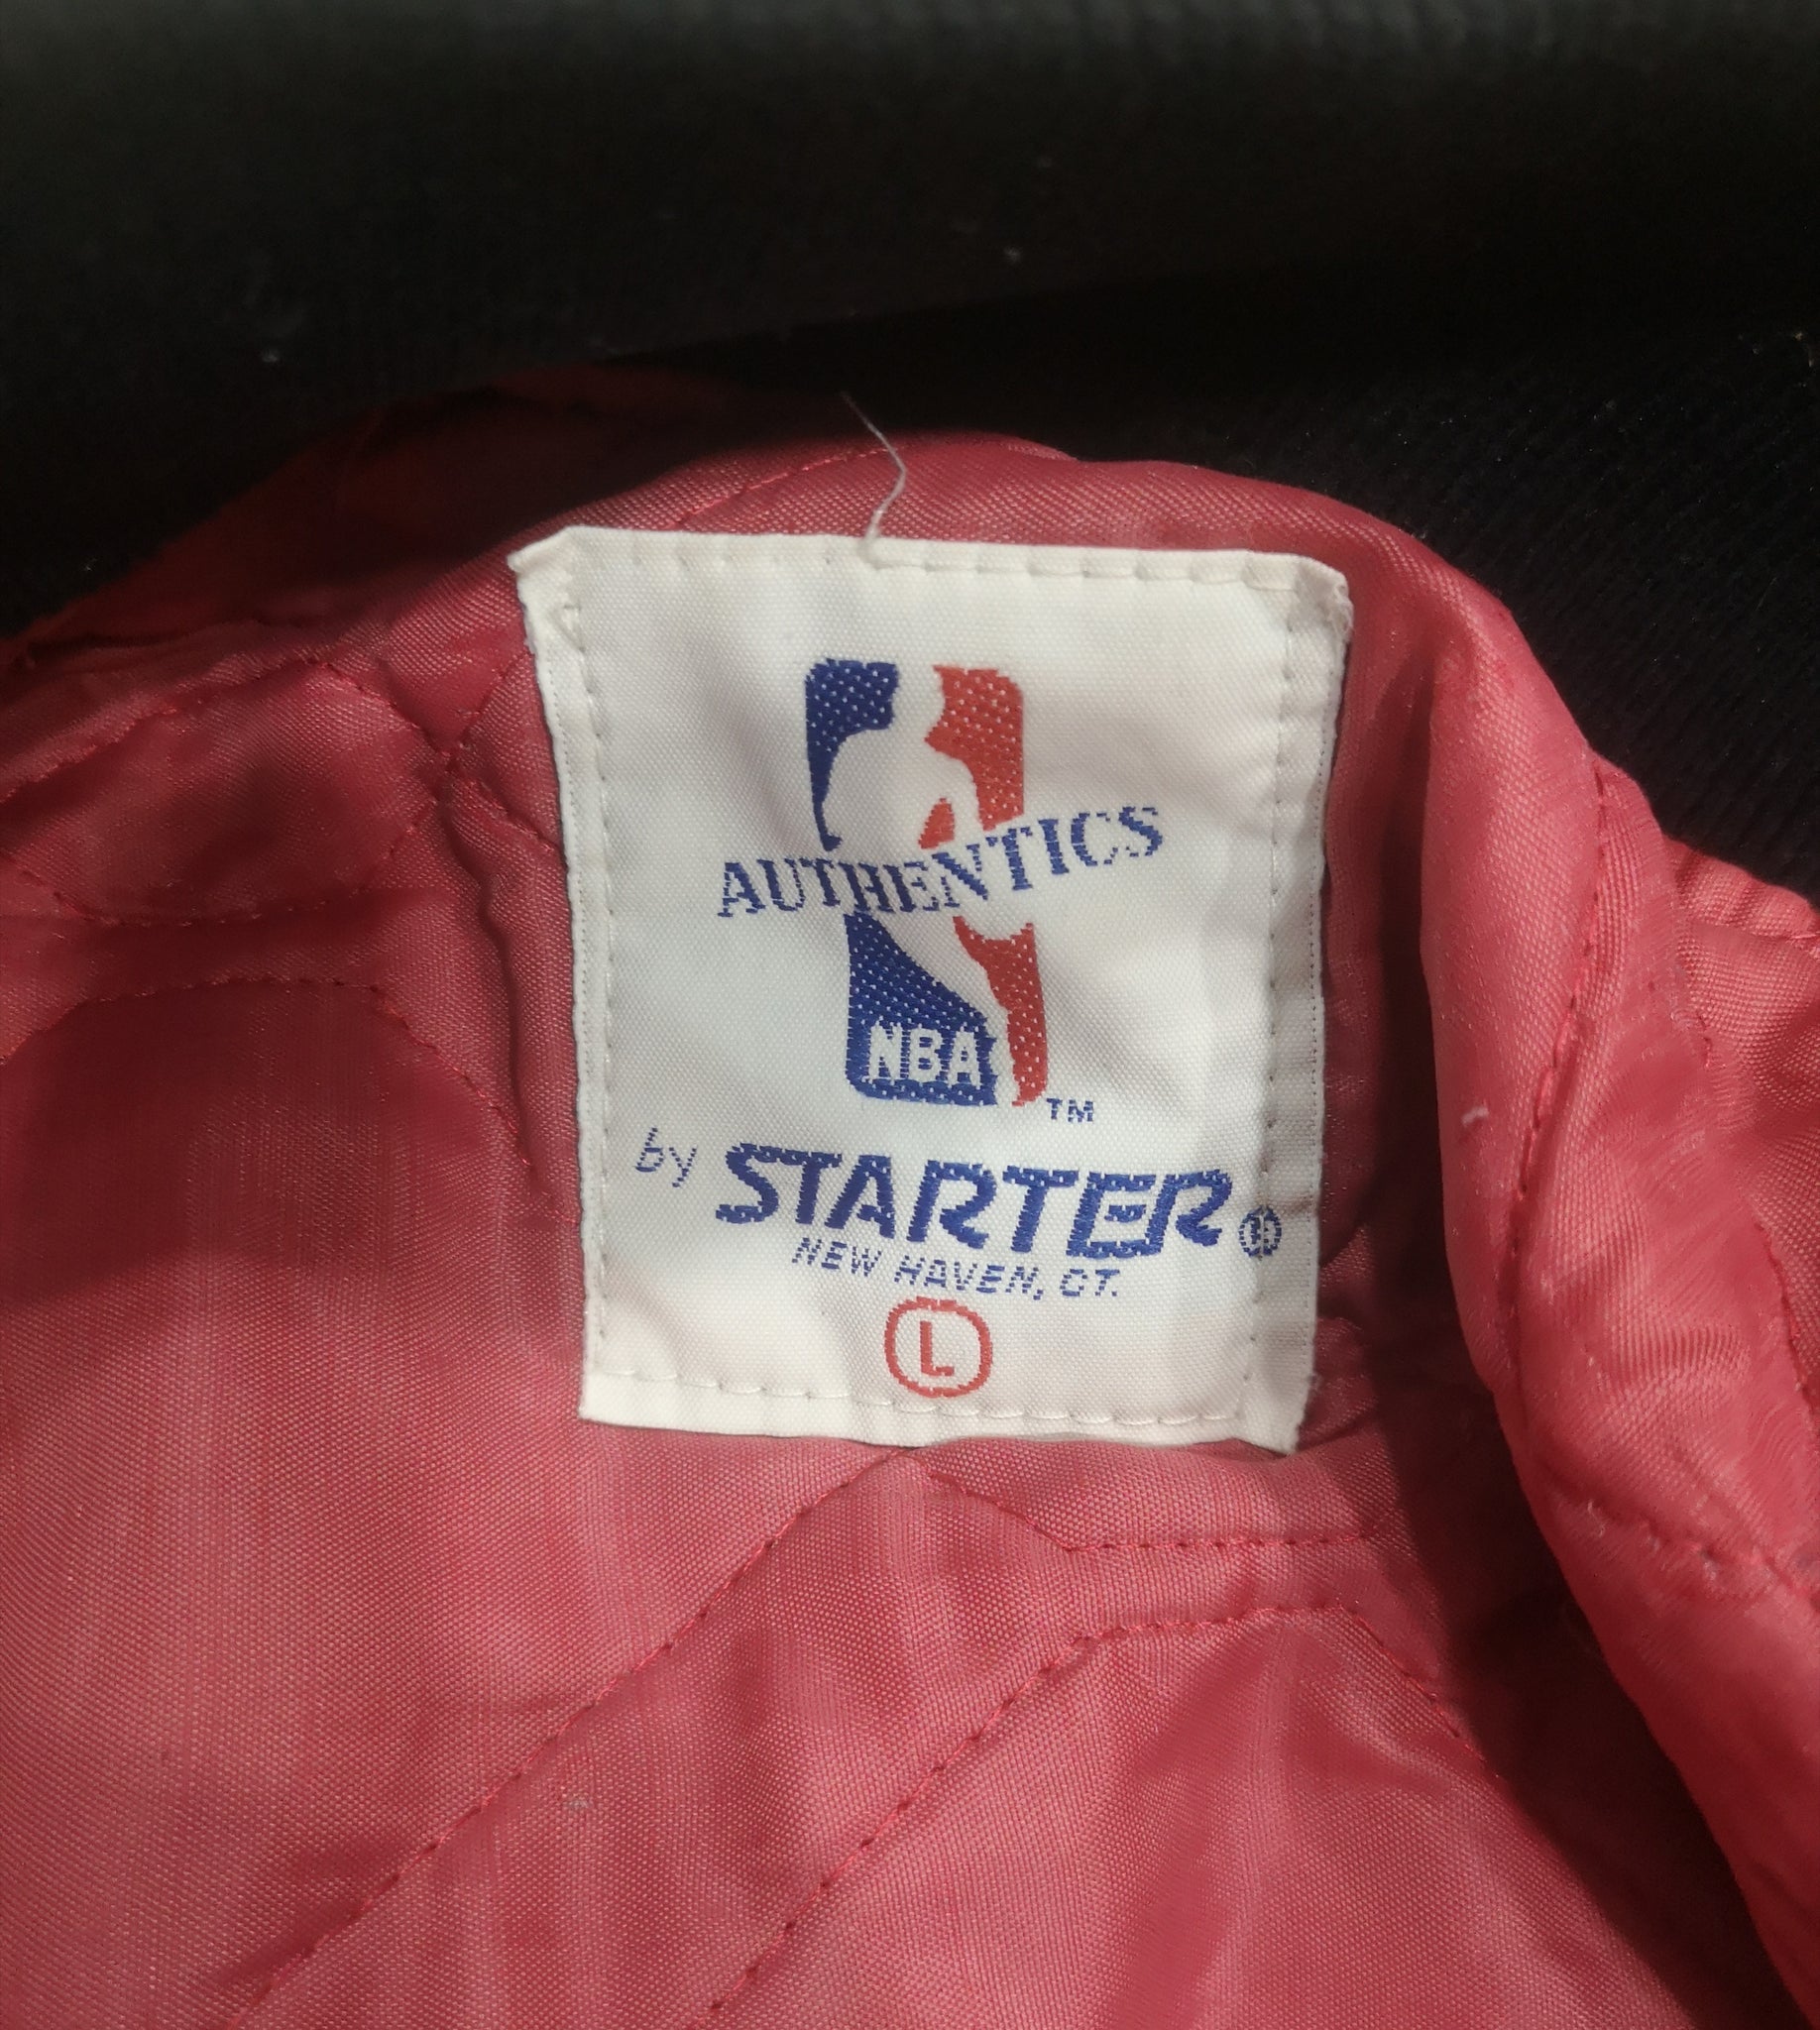 AUTHENTICS
NBA
TM
by STARTER ®
NEW HAVEN, CT.
L